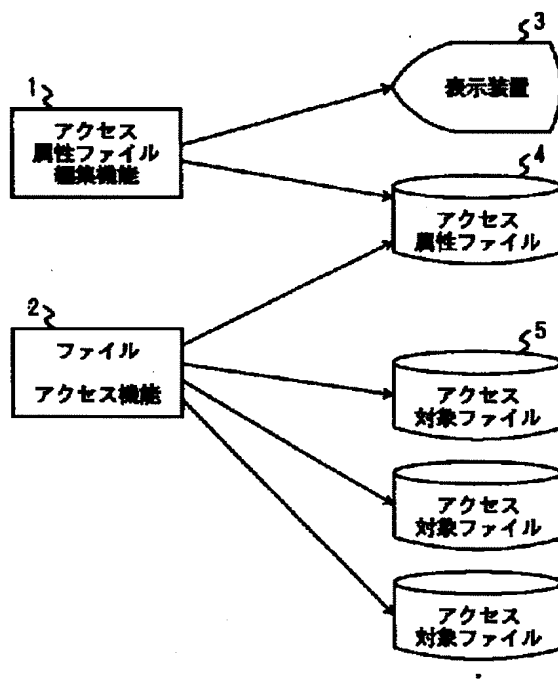 1
アクセス
属性ファイル
編集機能
2
ファイル
アクセス機能
3
表示装置
4
アクセス
属性ファイル
5
アクセス
対象ファイル
アクセス
対象ファイル
アクセス
対象ファイル